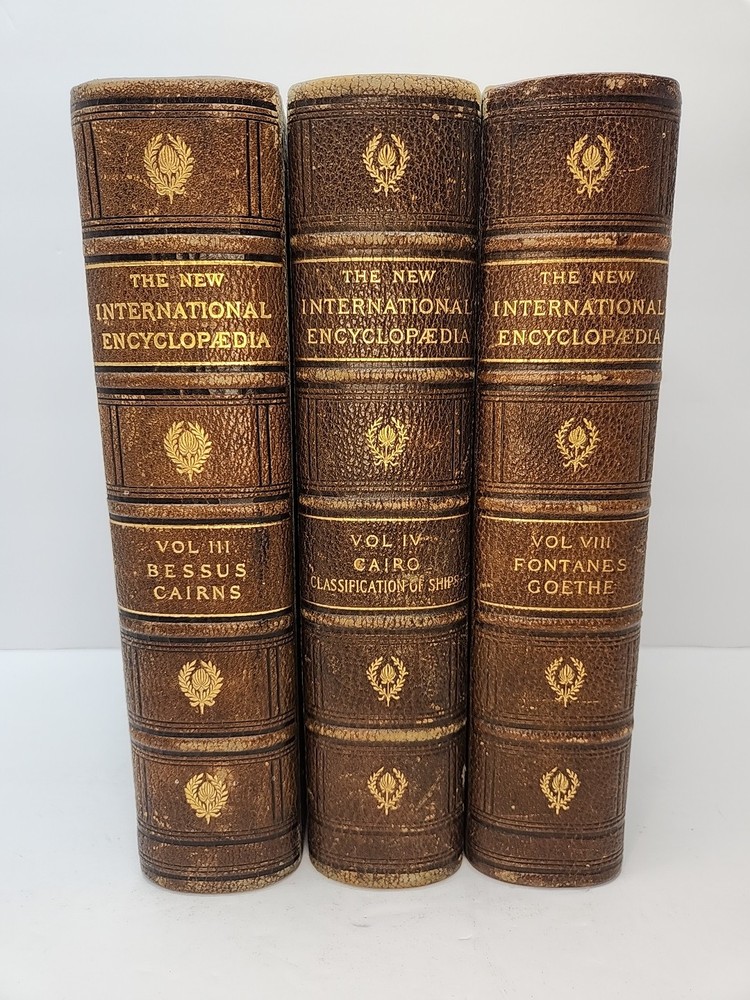 THE NEW
INTERNATIONAL
ENCYCLOPÆDIA
VOL III
BESSUS
CAIRNS
THE NEW
INTERNATIONAL
ENCYCLOPÆDIA
VOL IV
CAIRO
CLASSIFICATION OF SHIPS
THE NEW
INTERNATIONAL
ENCYCLOPÆDIA
VOL VIII
FONTANES
GOETHE